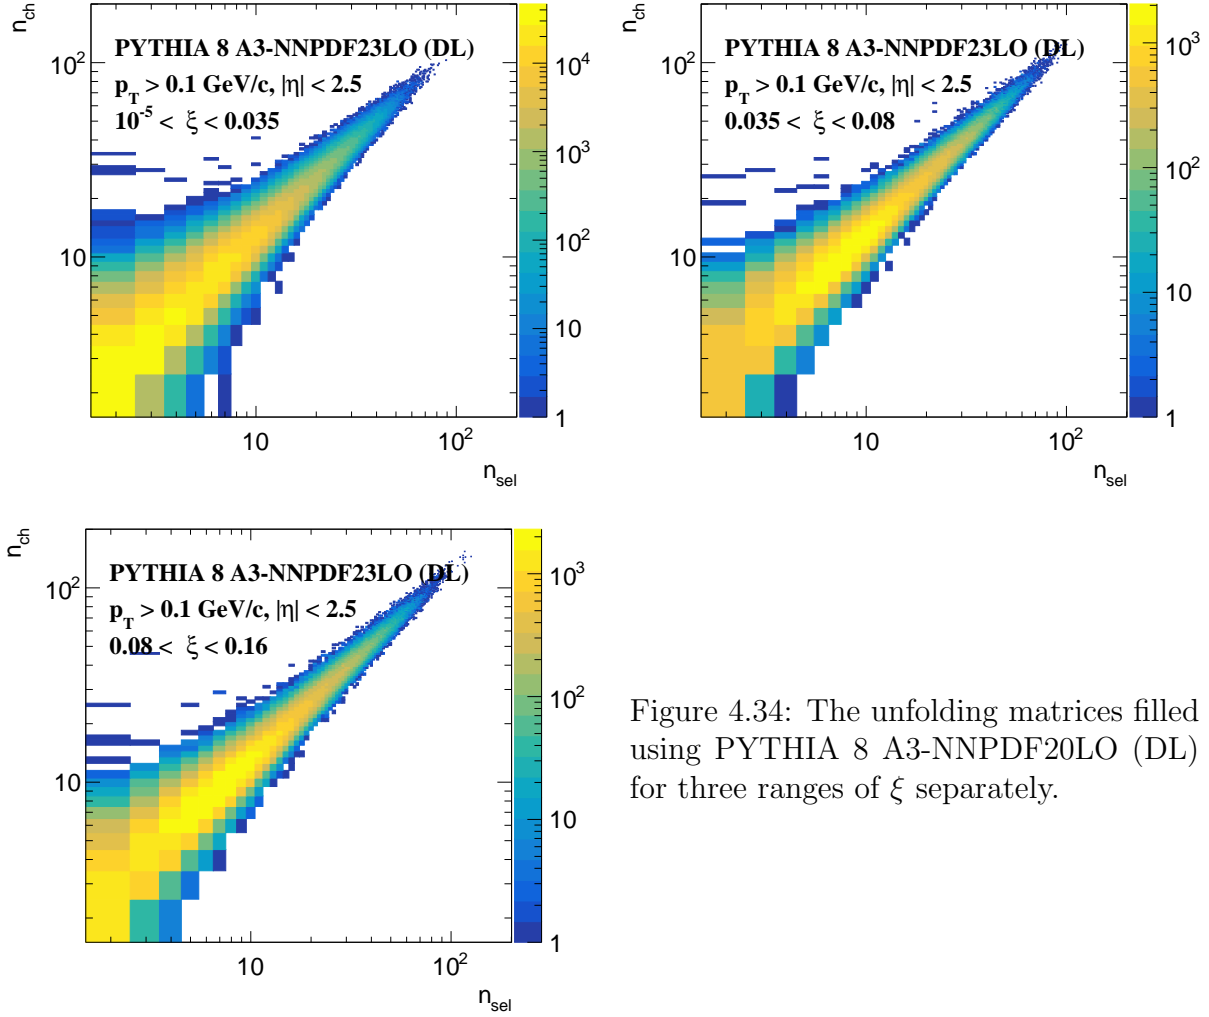 n_ch
PYTHIA 8 A3-NNPDF23LO (DL)
p_T > 0.1 GeV/c, |η| < 2.5
10^-5 < ξ < 0.035
10^2
10
10
10^2
n_sel
10^4
10^3
10^2
10
1
n_ch
PYTHIA 8 A3-NNPDF23LO (DL)
p_T > 0.1 GeV/c, |η| < 2.5
0.035 < ξ < 0.08
10^2
10
10
10^2
n_sel
10^3
10^2
10
1
n_ch
PYTHIA 8 A3-NNPDF23LO (DL)
p_T > 0.1 GeV/c, |η| < 2.5
0.08 < ξ < 0.16
10^2
10
10
10^2
n_sel
10^3
10^2
10
1
Figure 4.34: The unfolding matrices filled
using PYTHIA 8 A3-NNPDF20LO (DL)
for three ranges of ξ separately.